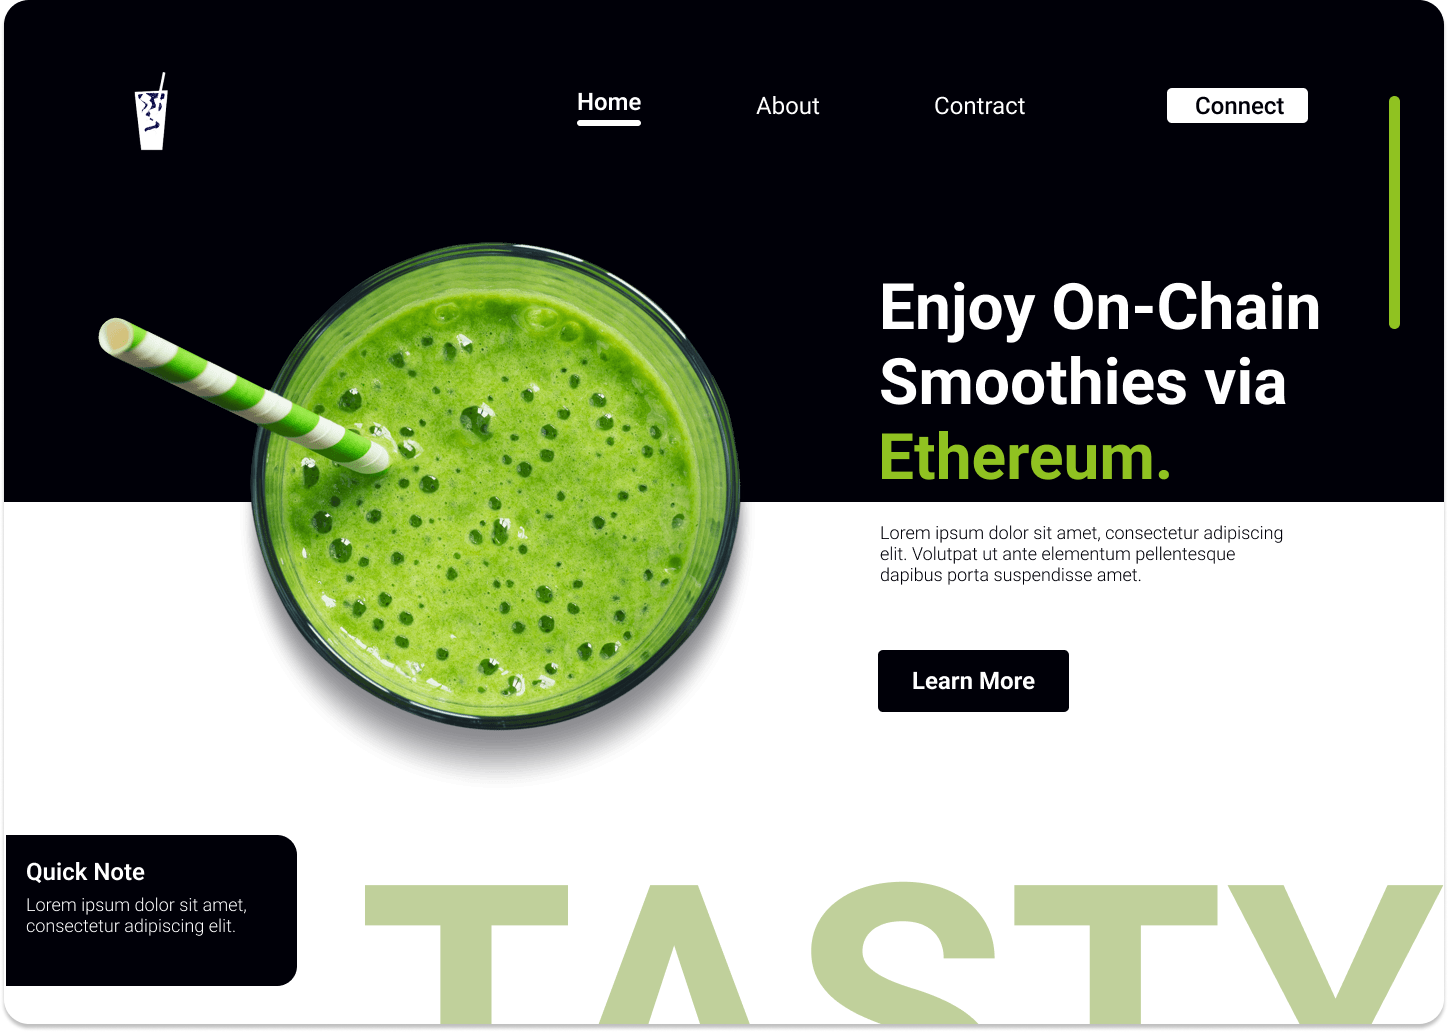 Home
About
Contract
Connect
Enjoy On-Chain
Smoothies via
Ethereum.
Lorem ipsum dolor sit amet, consectetur adipiscing
elit. Volutpat ut ante elementum pellentesque
dapibus porta suspendisse amet.
Learn More
Quick Note
Lorem ipsum dolor sit amet,
consectetur adipiscing elit.
TASTY